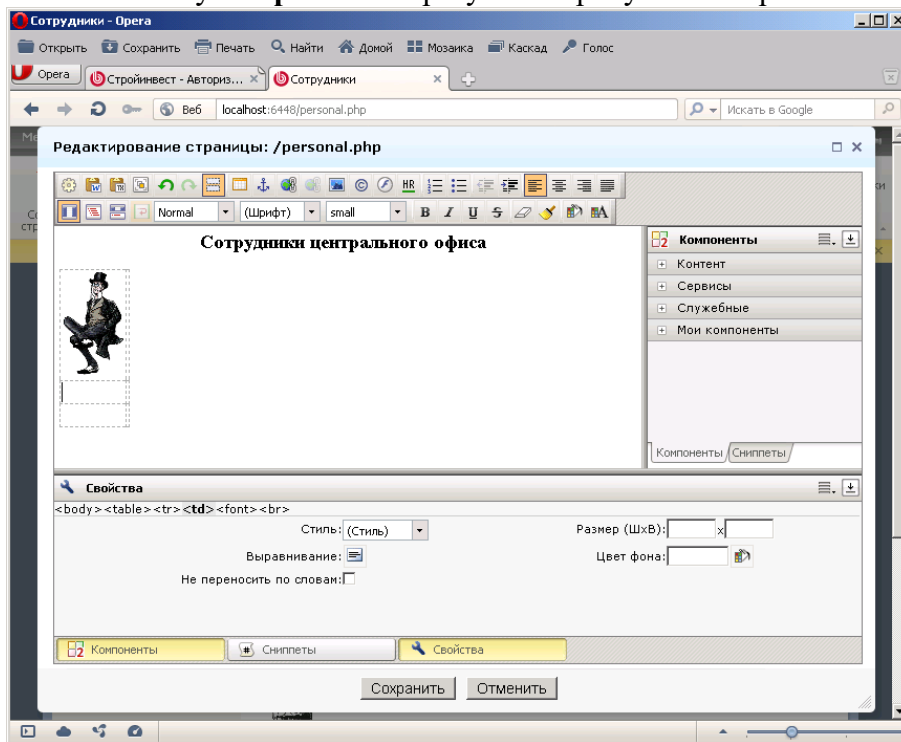 Сотрудники - Opera
Открыть Сохранить Печать Найти Домой Мозаика Каскад Голос
Opera Стройинвест - Авториз... Сотрудники
Веб localhost:6448/personal.php Искать в Google
Редактирование страницы: /personal.php
HR
Normal (Шрифт) small B I U S
Сотрудники центрального офиса
Компоненты
Контент
Сервисы
Служебные
Мои компоненты
Компоненты Сниппеты
Свойства
<body><table><tr><td><font><br>
Стиль: (Стиль) Размер (ШхВ): x
Выравнивание: Цвет фона:
Не переносить по словам:
Компоненты Сниппеты Свойства
Сохранить Отменить